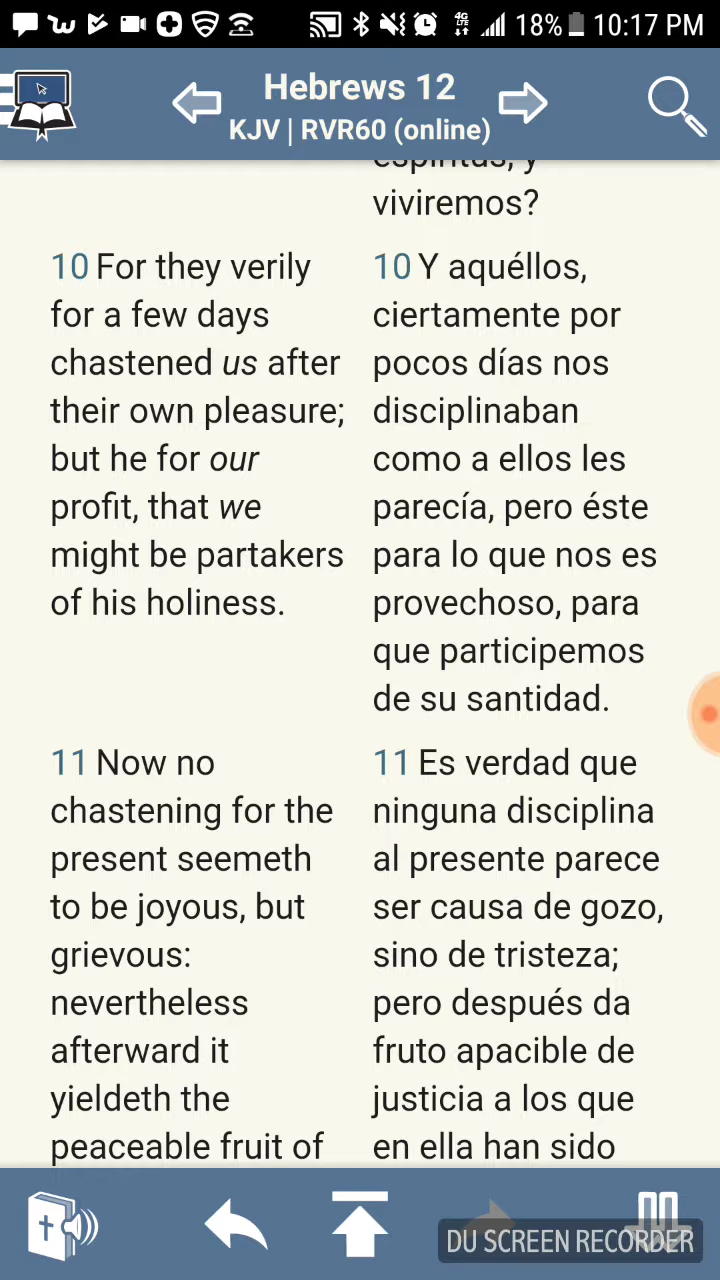 4G
LTE
18% 10:17 PM
Hebrews 12
KJV | RVR60 (online)
espíritus, y
viviremos?
10 For they verily
for a few days
chastened us after
their own pleasure;
but he for our
profit, that we
might be partakers
of his holiness.
10 Y aquéllos,
ciertamente por
pocos días nos
disciplinaban
como a ellos les
parecía, pero éste
para lo que nos es
provechoso, para
que participemos
de su santidad.
11 Now no
chastening for the
present seemeth
to be joyous, but
grievous:
nevertheless
afterward it
yieldeth the
peaceable fruit of
11 Es verdad que
ninguna disciplina
al presente parece
ser causa de gozo,
sino de tristeza;
pero después da
fruto apacible de
justicia a los que
en ella han sido
DU SCREEN RECORDER